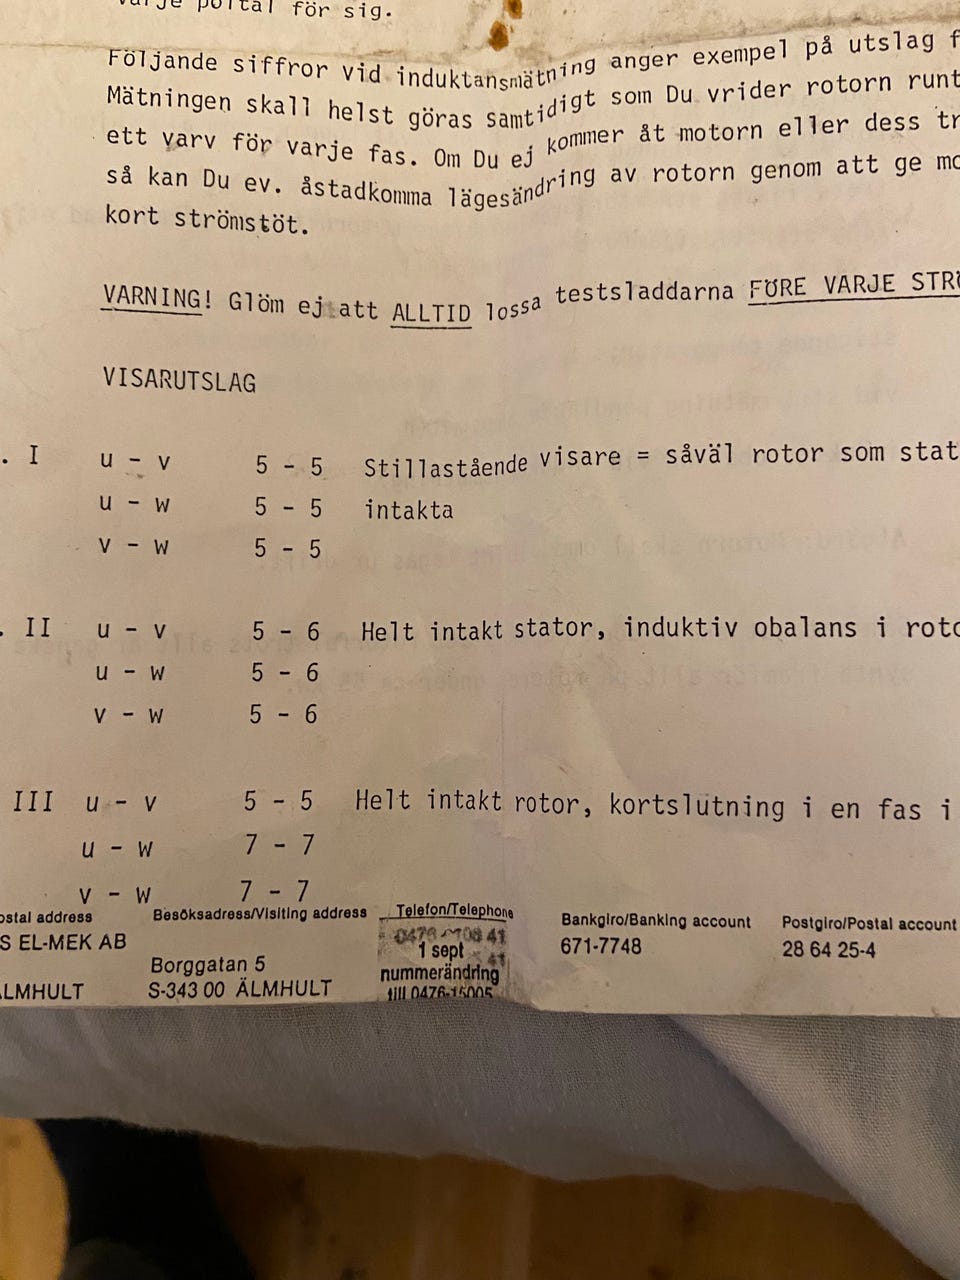 varje portal för sig.
Följande siffror vid induktansmätning anger exempel på utslag f
Mätningen skall helst göras samtidigt som Du vrider rotorn runt
ett varv för varje fas. Om Du ej kommer åt motorn eller dess tr
så kan Du ev. åstadkomma lägesändring av rotorn genom att ge mo
kort strömstöt.
VARNING! Glöm ej att ALLTID lossa testsladdarna FÖRE VARJE STRÖ
VISARUTSLAG
. I u - v 5 - 5 Stillastående visare = såväl rotor som stat
u - w 5 - 5 intakta
v - w 5 - 5
. II u - v 5 - 6 Helt intakt stator, induktiv obalans i roto
u - w 5 - 6
v - w 5 - 6
III u - v 5 - 5 Helt intakt rotor, kortslutning i en fas i
u - w 7 - 7
v - w 7 - 7
ostal address Besöksadress/Visiting address Telefon/Telephone Bankgiro/Banking account Postgiro/Postal account
S EL-MEK AB 671-7748 28 64 25-4
1 sept
Borggatan 5 nummerändring
ÄLMHULT S-343 00 ÄLMHULT till 0476-15005